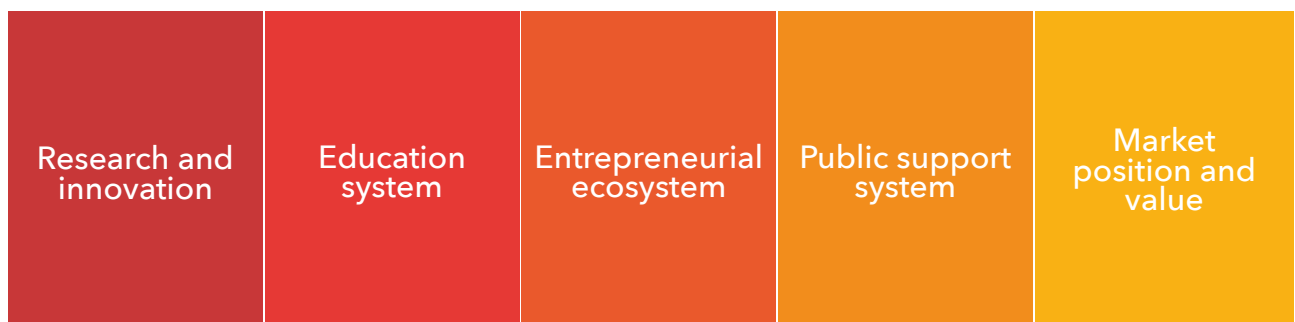 Research and
innovation
Education
system
Entrepreneurial
ecosystem
Public support
system
Market
position and
value